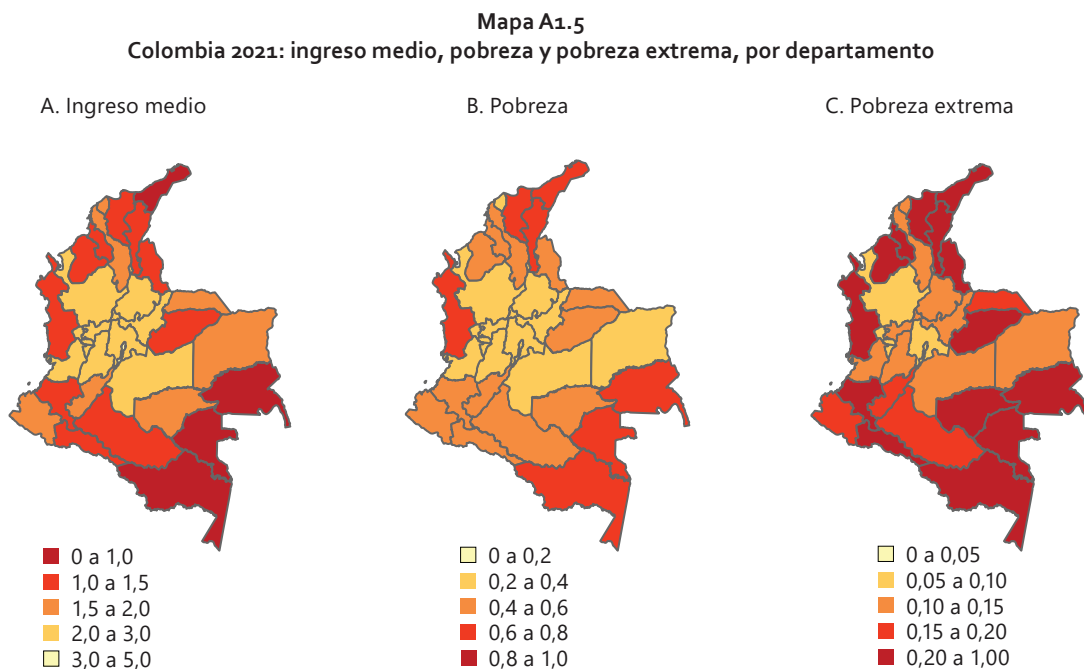 Mapa A1.5
Colombia 2021: ingreso medio, pobreza y pobreza extrema, por departamento
A. Ingreso medio
B. Pobreza
C. Pobreza extrema
0 a 1,0
1,0 a 1,5
1,5 a 2,0
2,0 a 3,0
3,0 a 5,0
0 a 0,2
0,2 a 0,4
0,4 a 0,6
0,6 a 0,8
0,8 a 1,0
0 a 0,05
0,05 a 0,10
0,10 a 0,15
0,15 a 0,20
0,20 a 1,00